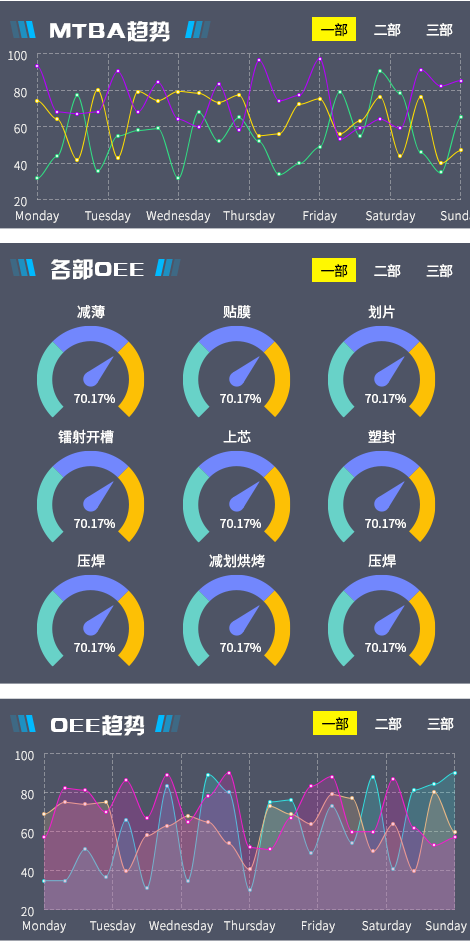 MTBA趋势 一部 二部 三部
100
80
60
40
20
Monday Tuesday Wednesday Thursday Friday Saturday Sund
各部OEE 一部 二部 三部
减薄 贴膜 划片
70.17% 70.17% 70.17%
镭射开槽 上芯 塑封
70.17% 70.17% 70.17%
压焊 减划烘烤 压焊
70.17% 70.17% 70.17%
OEE趋势 一部 二部 三部
100
80
60
40
20
Monday Tuesday Wednesday Thursday Friday Saturday Sunday